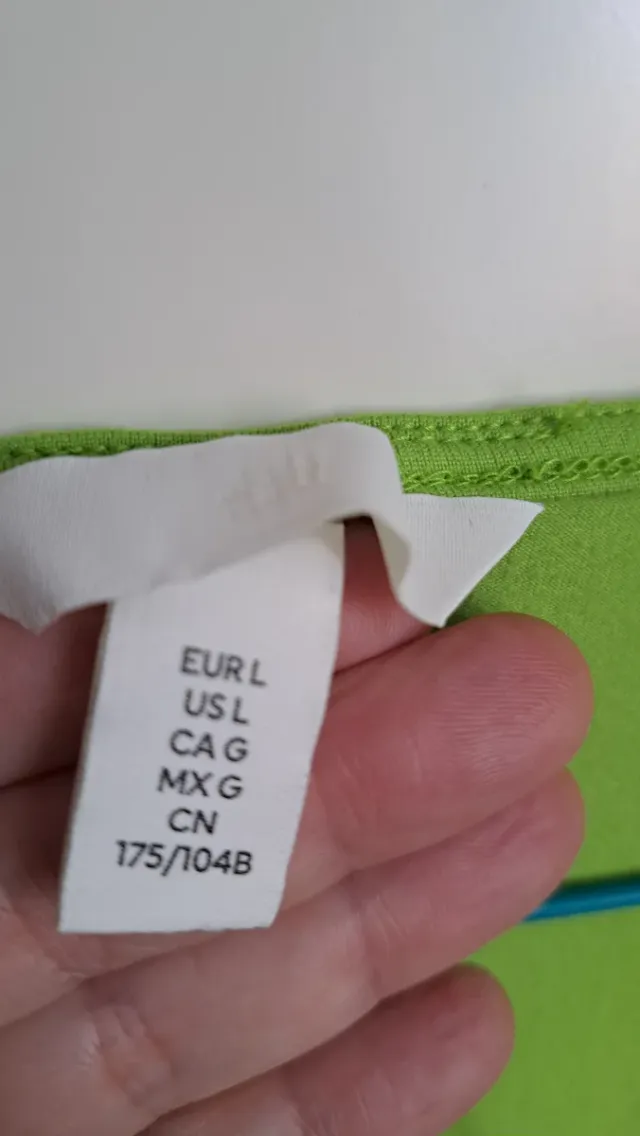 EUR L
US L
CA G
MX G
CN
175/104B